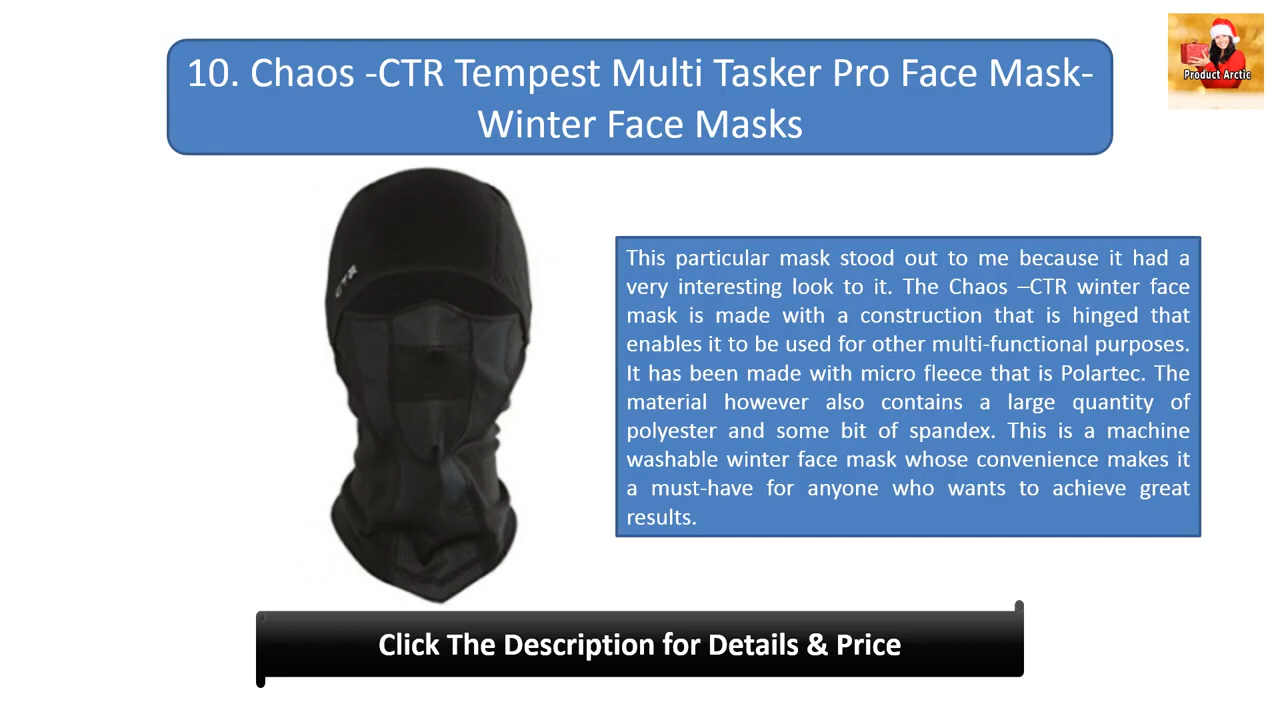 10. Chaos -CTR Tempest Multi Tasker Pro Face Mask-
Winter Face Masks
Product Arctic
CTR
This particular mask stood out to me because it had a
very interesting look to it. The Chaos –CTR winter face
mask is made with a construction that is hinged that
enables it to be used for other multi-functional purposes.
It has been made with micro fleece that is Polartec. The
material however also contains a large quantity of
polyester and some bit of spandex. This is a machine
washable winter face mask whose convenience makes it
a must-have for anyone who wants to achieve great
results.
Click The Description for Details & Price